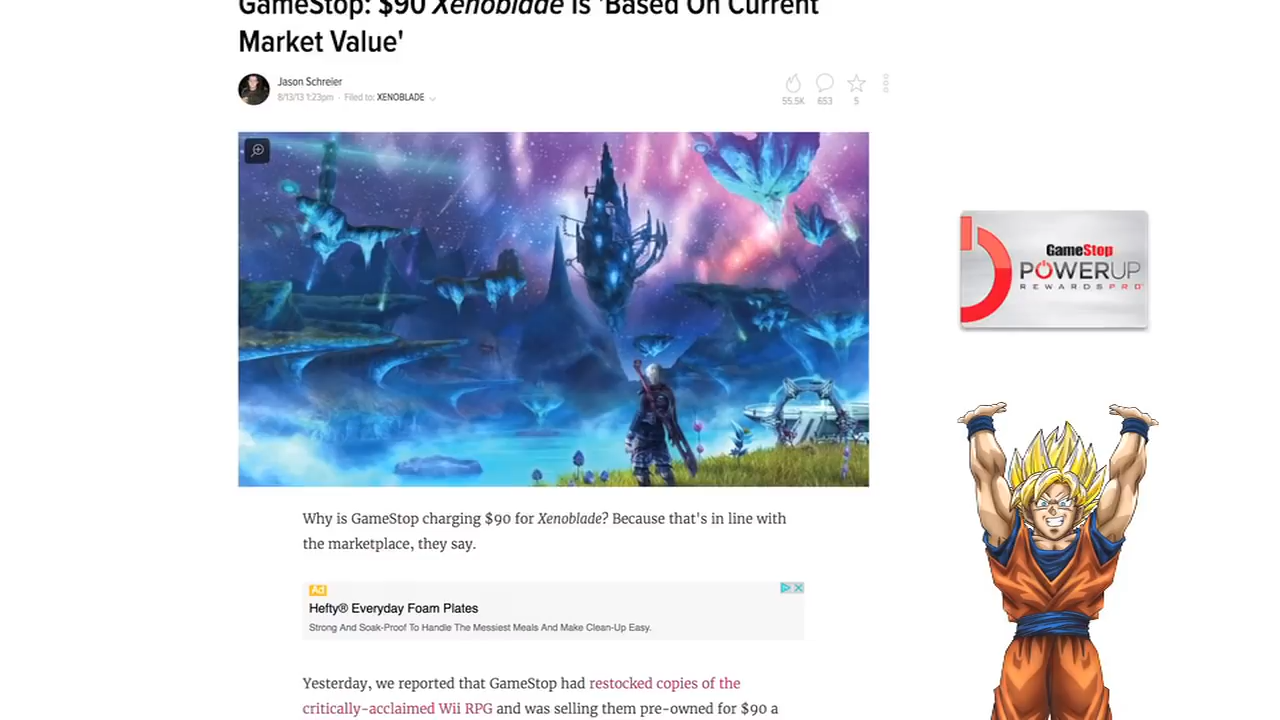 GameStop: $90 Xenoblade Is 'Based On Current
Market Value'
Jason Schreier
8/13/13 1:23pm · Filed to: XENOBLADE
55.5K
653
5
GameStop
POWERUP
REWARDSPRO
Why is GameStop charging $90 for Xenoblade? Because that's in line with
the marketplace, they say.
Ad
Hefty® Everyday Foam Plates
Strong And Soak-Proof To Handle The Messiest Meals And Make Clean-Up Easy.
Yesterday, we reported that GameStop had restocked copies of the
critically-acclaimed Wii RPG and was selling them pre-owned for $90 a